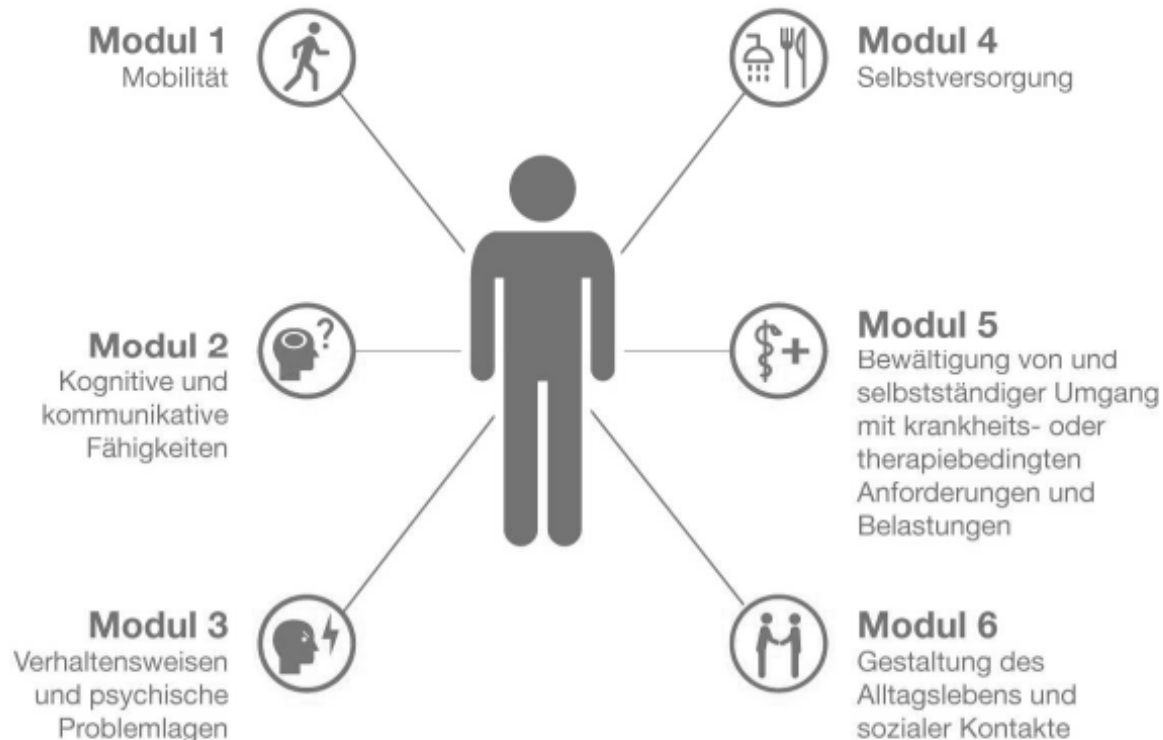 Modul 1
Mobilität
Modul 2
Kognitive und
kommunikative
Fähigkeiten
Modul 3
Verhaltensweisen
und psychische
Problemlagen
Modul 4
Selbstversorgung
Modul 5
Bewältigung von und
selbstständiger Umgang
mit krankheits- oder
therapiebedingten
Anforderungen und
Belastungen
Modul 6
Gestaltung des
Alltagslebens und
sozialer Kontakte
?